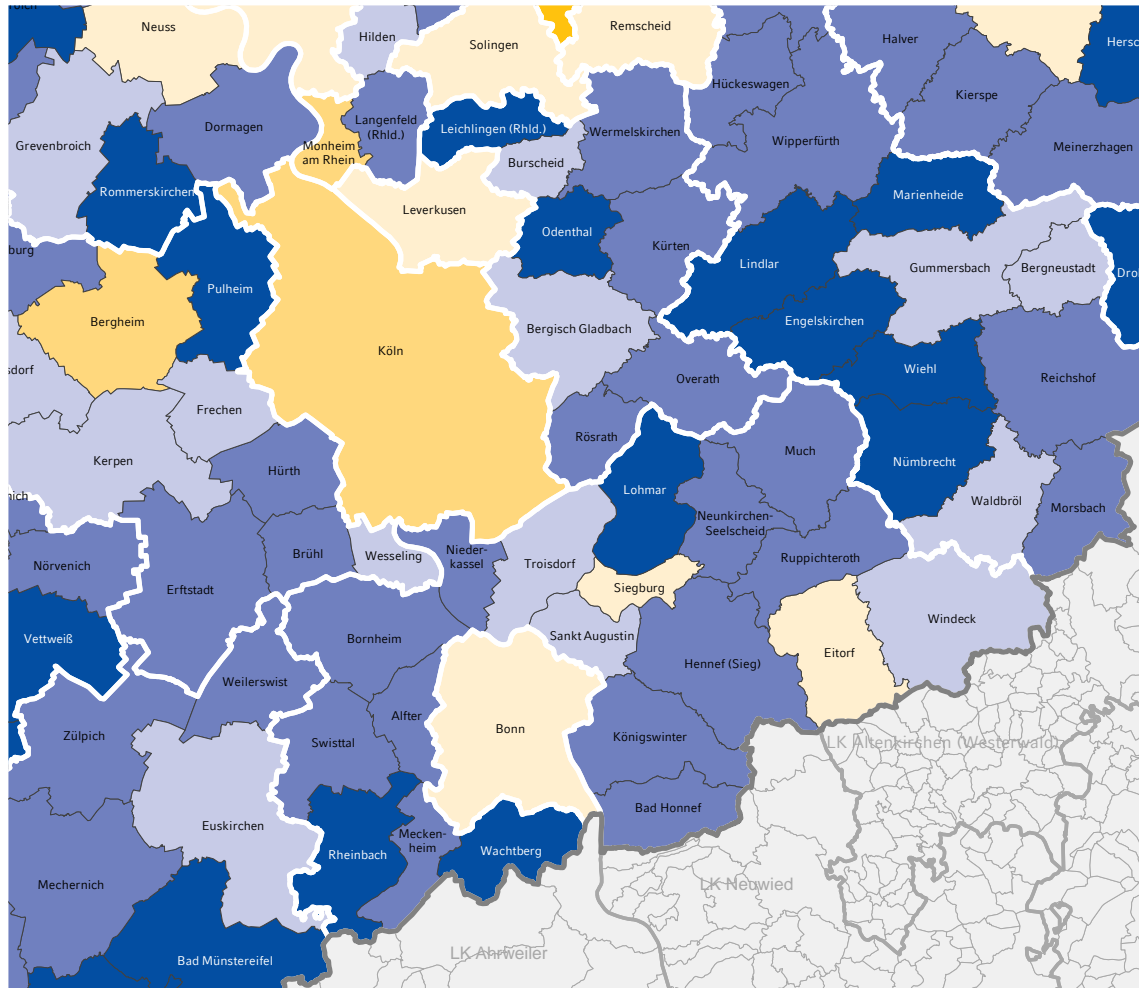 Neuss
Hilden
Solingen
Remscheid
Halver
Hersc
Hückeswagen
Kierspe
Grevenbroich
Dormagen
Langenfeld
(Rhld.)
Monheim
am Rhein
Leichlingen (Rhld.)
Burscheid
Wermelskirchen
Wipperfürth
Meinerzhagen
Rommerskirchen
Leverkusen
Odenthal
Kürten
Marienheide
burg
Pulheim
Lindlar
Gummersbach
Bergneustadt
Drol
Bergheim
Köln
Bergisch Gladbach
Engelskirchen
sdorf
Frechen
Overath
Wiehl
Reichshof
Kerpen
Hürth
Rösrath
Much
Nümbrecht
nich
Lohmar
Neunkirchen-
Seelscheid
Waldbröl
Morsbach
Nörvenich
Erftstadt
Brühl
Wesseling
Nieder-
kassel
Troisdorf
Siegburg
Ruppichteroth
Vettweiß
Bornheim
Sankt Augustin
Hennef (Sieg)
Eitorf
Windeck
Weilerswist
Zülpich
Swisttal
Alfter
Bonn
Königswinter
LK Altenkirchen (Westerwald)
Bad Honnef
Euskirchen
Rheinbach
Mecken-
heim
Wachtberg
Mechernich
LK Neuwied
Bad Münstereifel
LK Ahrweiler